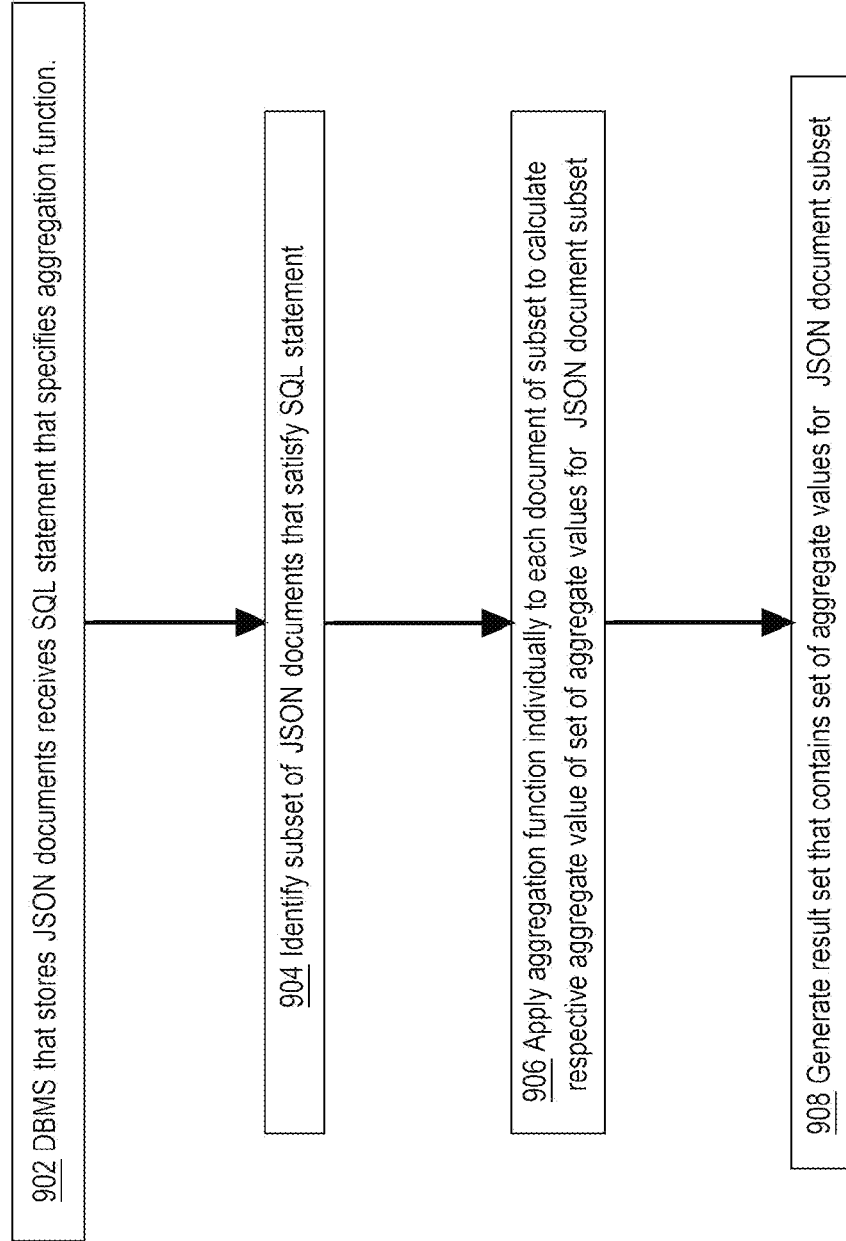 902 DBMS that stores JSON documents receives SQL statement that specifies aggregation function.
904 Identify subset of JSON documents that satisfy SQL statement
906 Apply aggregation function individually to each document of subset to calculate
respective aggregate value of set of aggregate values for JSON document subset
908 Generate result set that contains set of aggregate values for JSON document subset